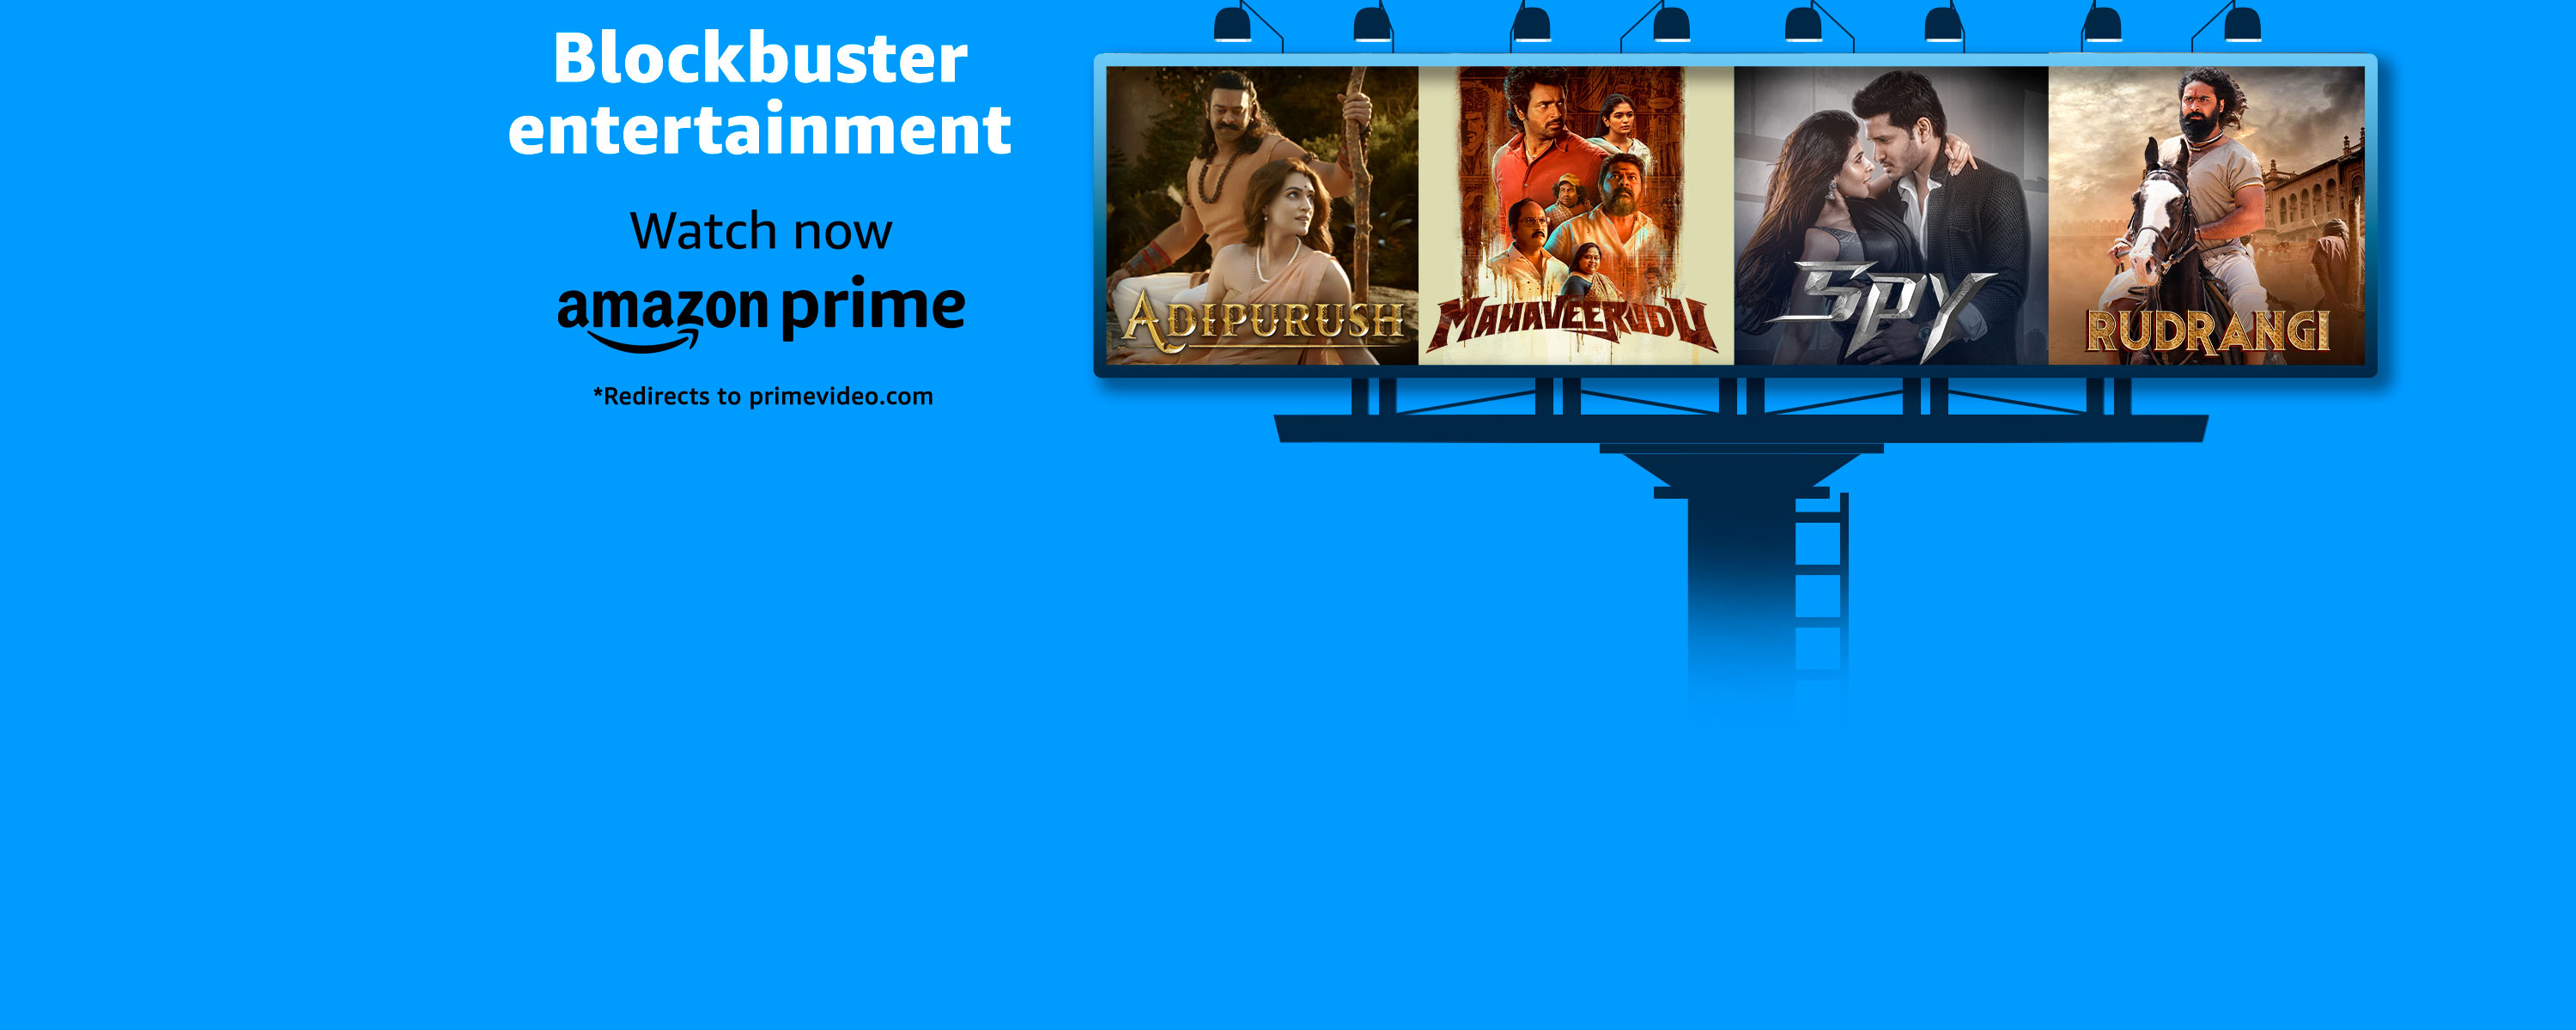 Blockbuster
entertainment
Watch now
amazon prime
*Redirects to primevideo.com
ADIPURUSH
MAHAVEERUDU
SPY
RUDRANGI